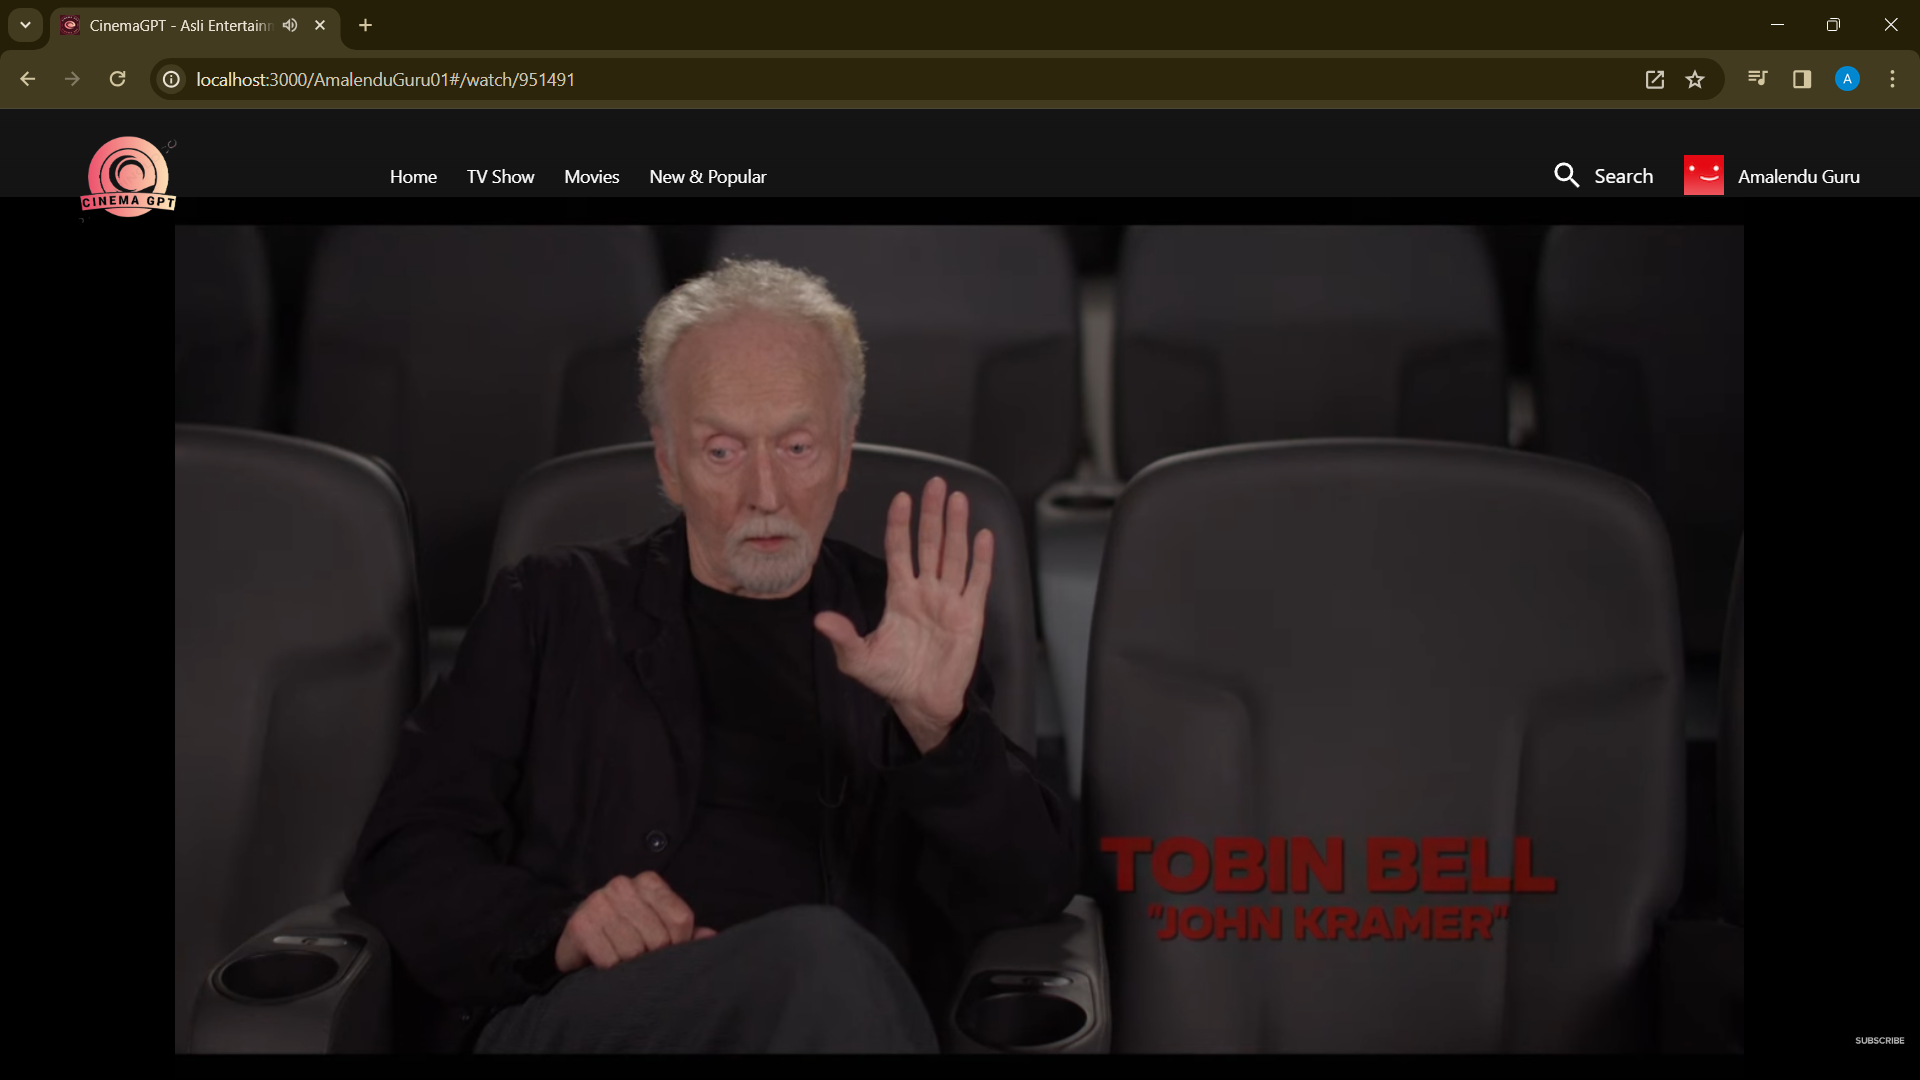 CinemaGPT - Asli Entertainn
localhost:3000/AmalenduGuru01#/watch/951491
A
CINEMA GPT
Home
TV Show
Movies
New & Popular
Search
Amalendu Guru
TOBIN BELL
"JOHN KRAMER"
SUBSCRIBE